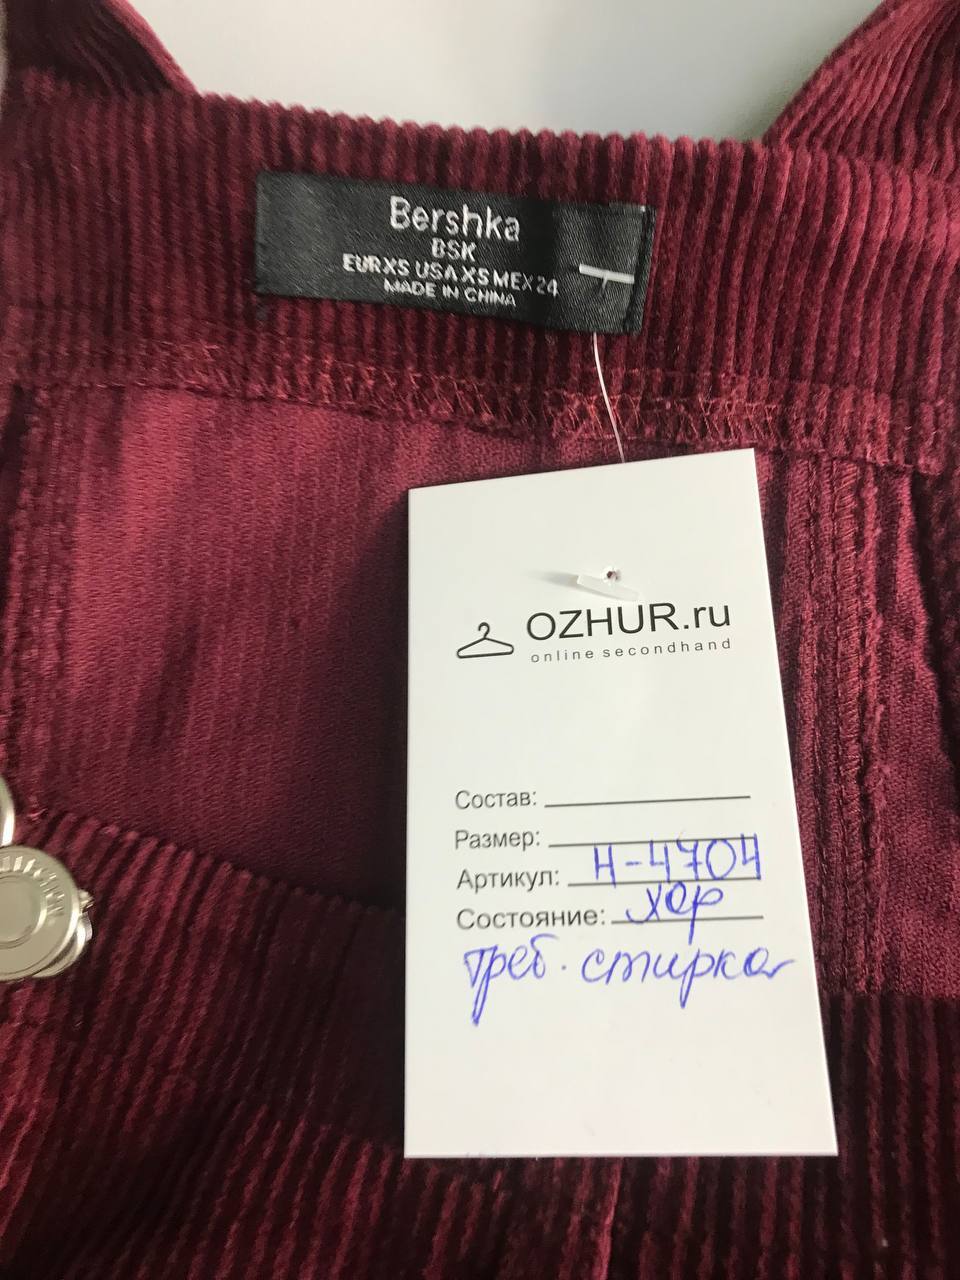 Bershka
BSK
EUR XS USA XS MEX 24
MADE IN CHINA
OZHUR.ru
online secondhand
Состав:
Размер:
Артикул: Н-4704
Состояние: хор
треб. стирка